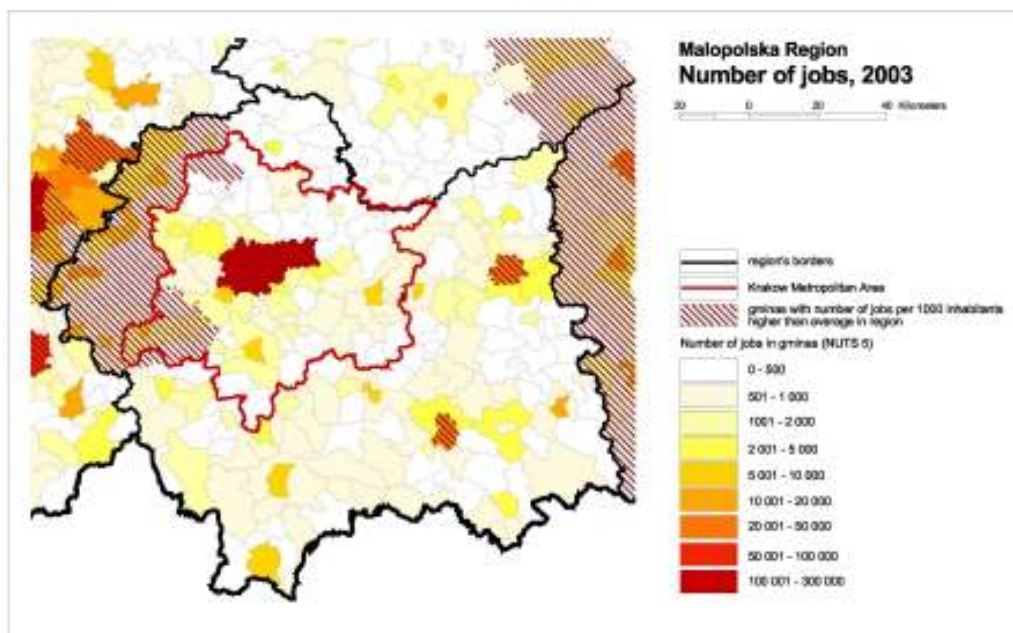 Malopolska Region
Number of jobs, 2003
20 0 20 40 Kilometers
region's borders
Krakow Metropolitan Area
gminas with number of jobs per 1000 inhabitants
higher than average in region
Number of jobs in gminas (NUTS 5)
0 - 500
501 - 1 000
1001 - 2 000
2 001 - 5 000
5 001 - 10 000
10 001 - 20 000
20 001 - 50 000
50 001 - 100 000
100 001 - 300 000